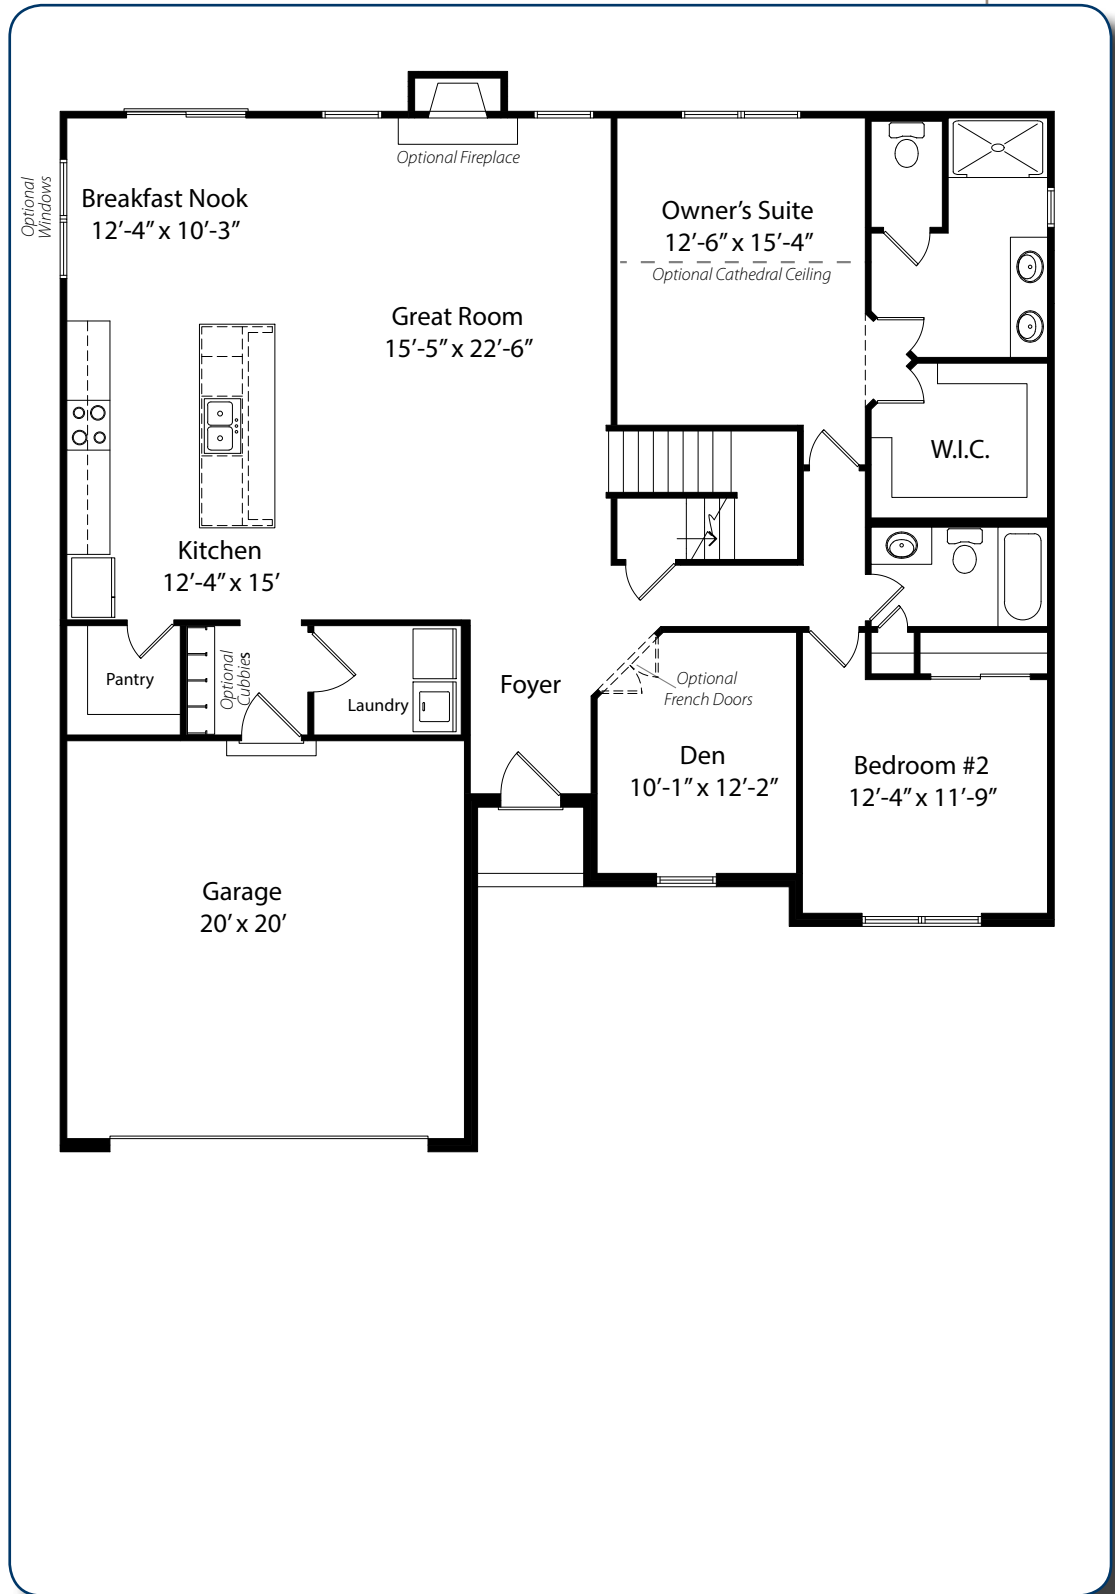 Optional Fireplace
Optional
Windows
Breakfast Nook
12’-4” x 10’-3”
Owner’s Suite
12’-6” x 15’-4”
Optional Cathedral Ceiling
Great Room
15’-5” x 22’-6”
W.I.C.
Kitchen
12’-4” x 15’
Pantry
Optional
Cubbies
Laundry
Foyer
Optional
French Doors
Den
10’-1” x 12’-2”
Bedroom #2
12’-4” x 11’-9”
Garage
20’ x 20’